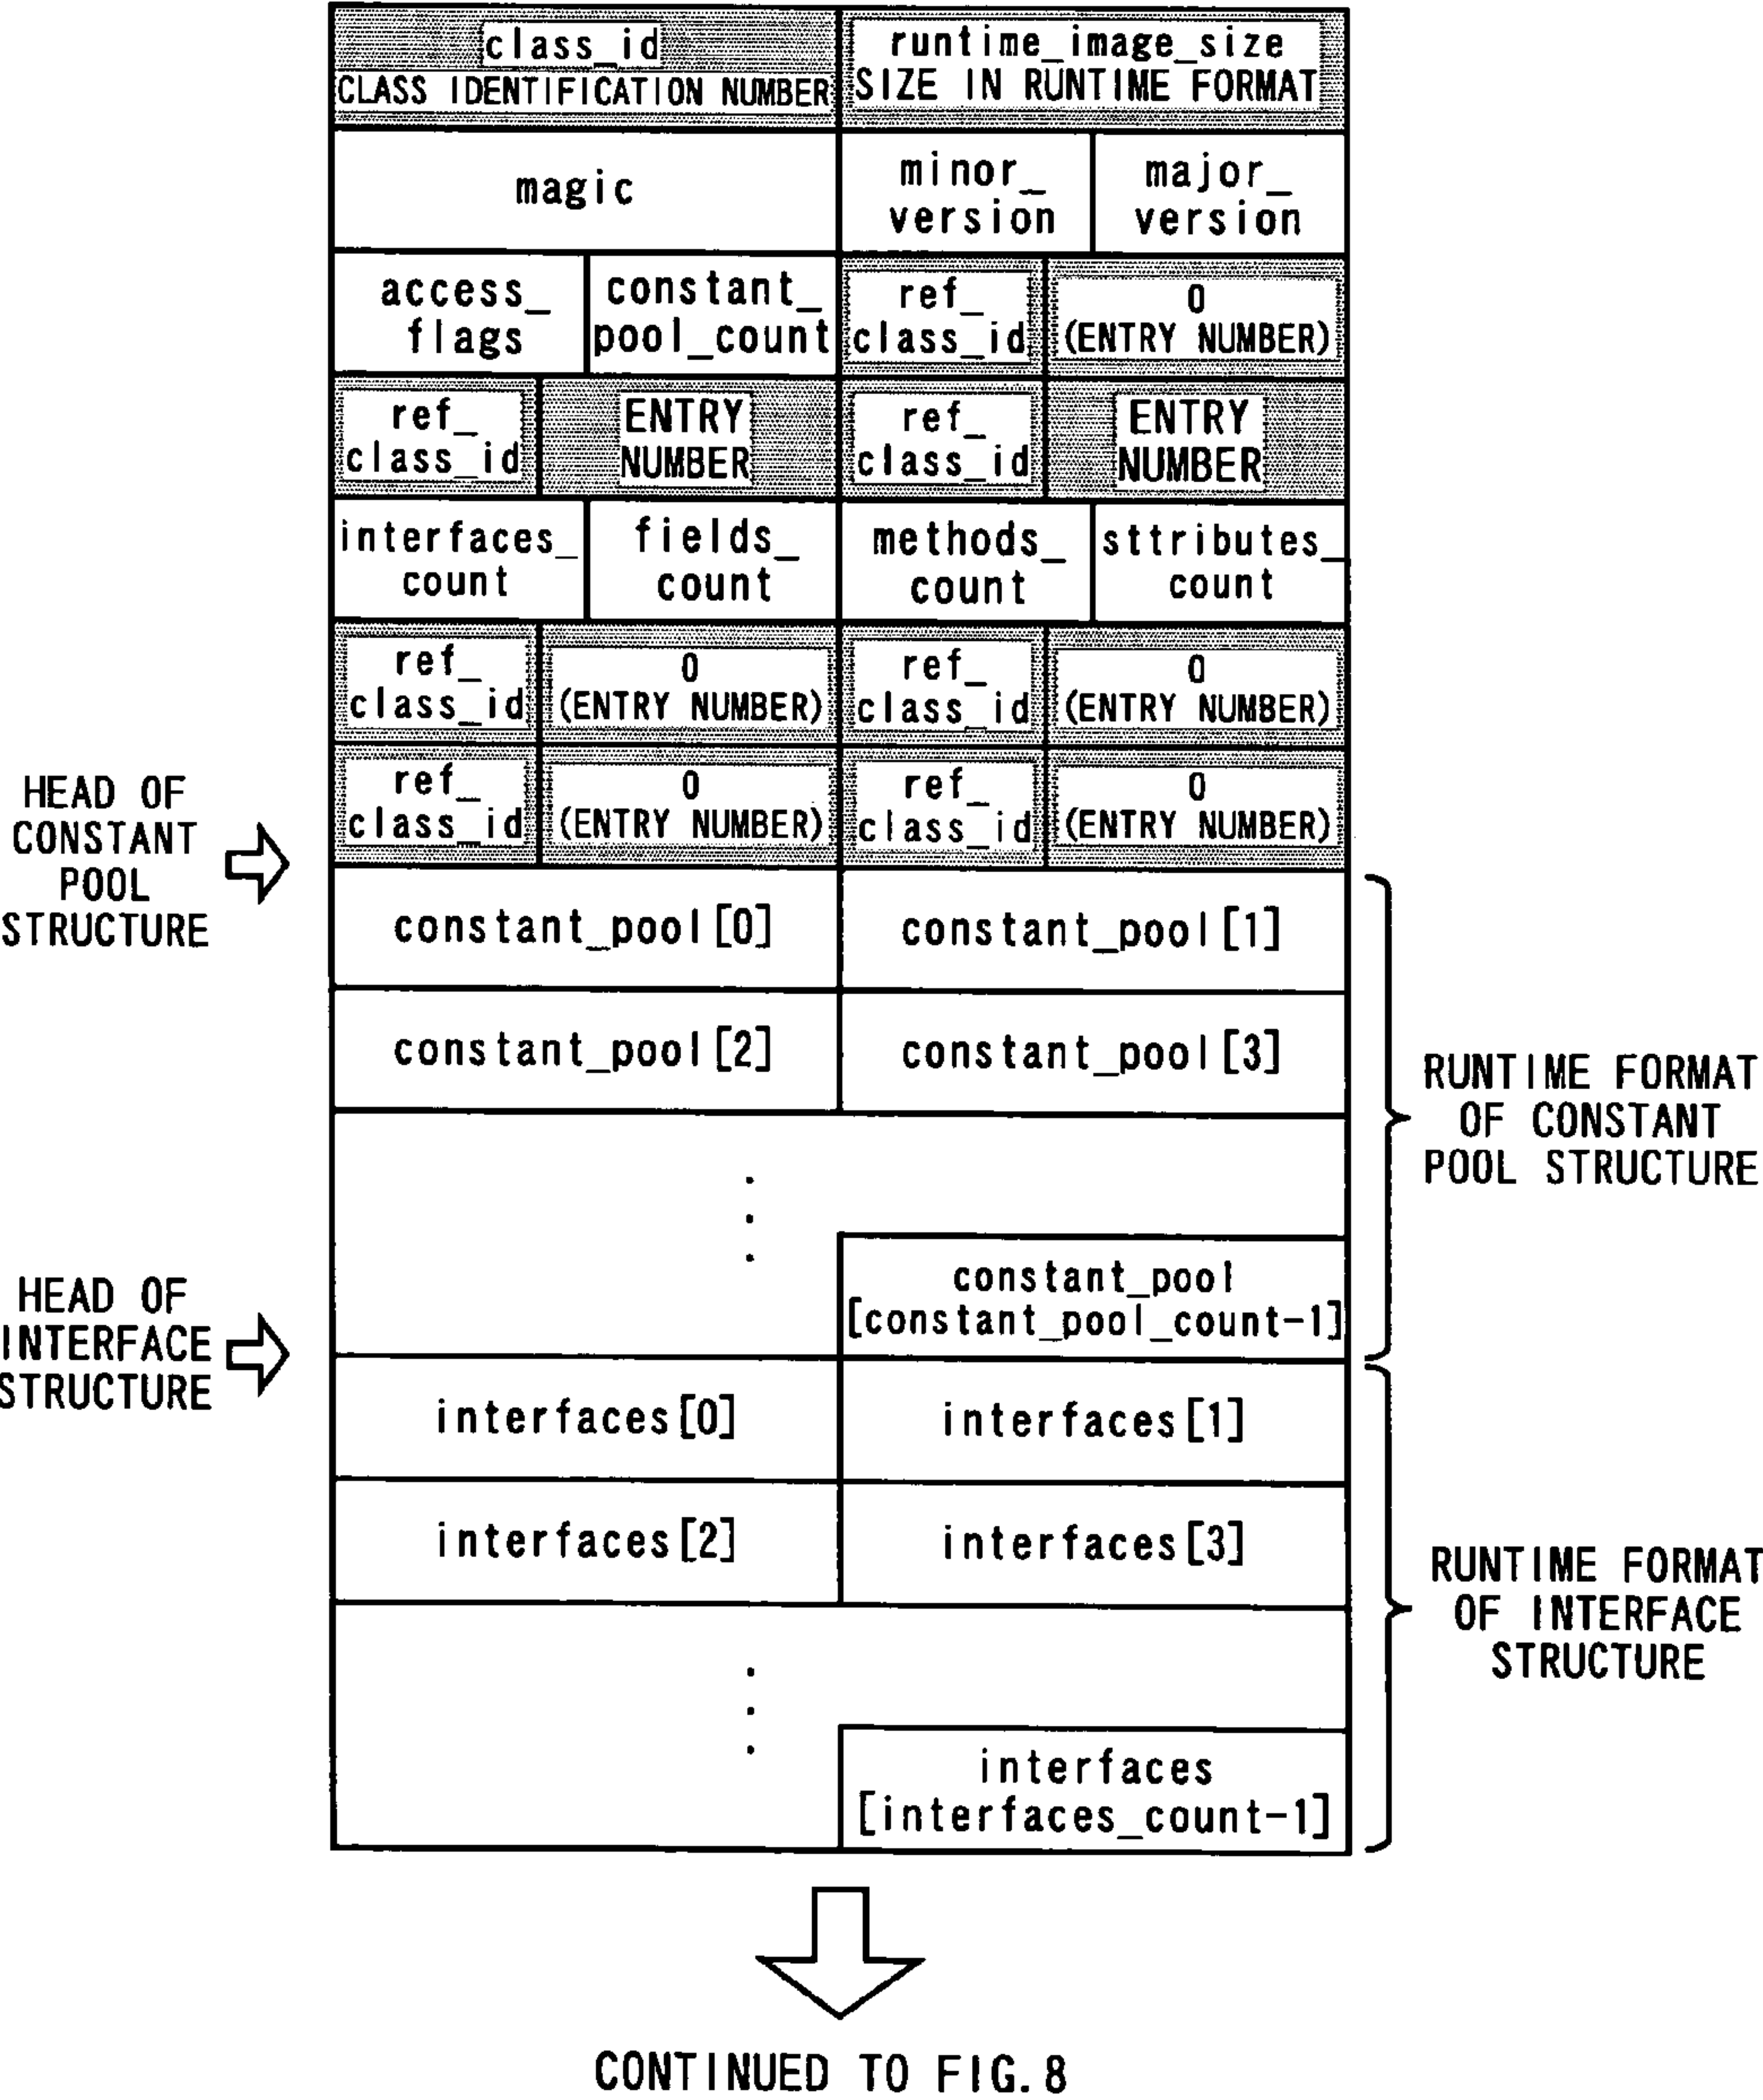 class_id
CLASS IDENTIFICATION NUMBER
runtime_image_size
SIZE IN RUNTIME FORMAT
magic
minor_
version
major_
version
access_
flags
constant_
pool_count
ref_
class_id
0
(ENTRY NUMBER)
ref_
class_id
ENTRY
NUMBER
ref_
class_id
ENTRY
NUMBER
interfaces_
count
fields_
count
methods_
count
sttributes_
count
ref_
class_id
0
(ENTRY NUMBER)
ref_
class_id
0
(ENTRY NUMBER)
ref_
class_id
0
(ENTRY NUMBER)
ref_
class_id
0
(ENTRY NUMBER)
HEAD OF
CONSTANT
POOL
STRUCTURE
constant_pool[0]
constant_pool[1]
constant_pool[2]
constant_pool[3]
constant_pool
[constant_pool_count-1]
RUNTIME FORMAT
OF CONSTANT
POOL STRUCTURE
HEAD OF
INTERFACE
STRUCTURE
interfaces[0]
interfaces[1]
interfaces[2]
interfaces[3]
interfaces
[interfaces_count-1]
RUNTIME FORMAT
OF INTERFACE
STRUCTURE
CONTINUED TO FIG.8